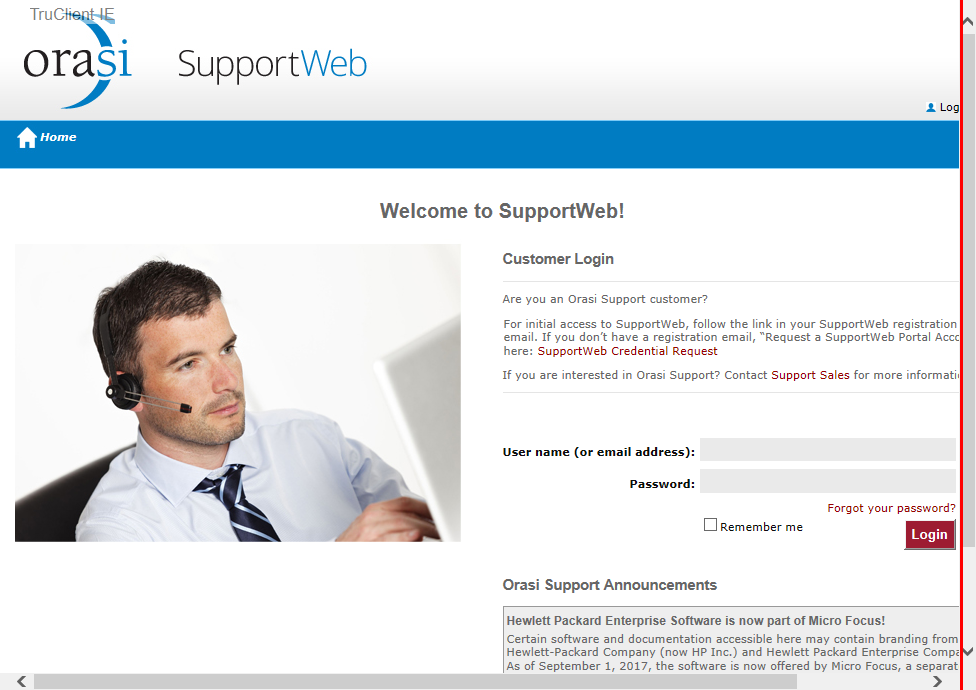 TruClient IE
orasi
SupportWeb
Log
Home
Welcome to SupportWeb!
Customer Login
Are you an Orasi Support customer?
For initial access to SupportWeb, follow the link in your SupportWeb registration
email. If you don't have a registration email, “Request a SupportWeb Portal Acco
here: SupportWeb Credential Request
If you are interested in Orasi Support? Contact Support Sales for more informati
User name (or email address):
Password:
Forgot your password?
Remember me
Login
Orasi Support Announcements
Hewlett Packard Enterprise Software is now part of Micro Focus!
Certain software and documentation accessible here may contain branding from
Hewlett-Packard Company (now HP Inc.) and Hewlett Packard Enterprise Compa
As of September 1, 2017, the software is now offered by Micro Focus, a separat